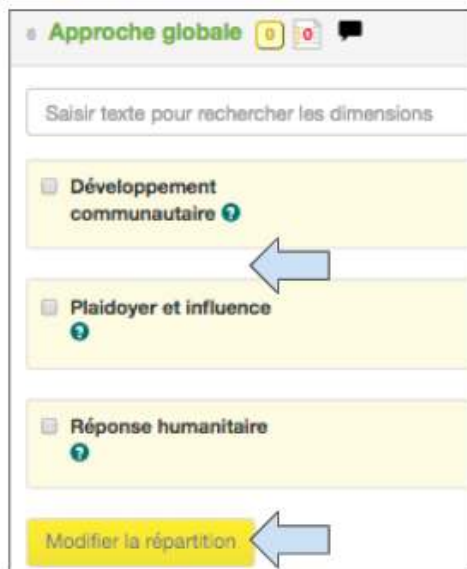 6 Approche globale 0 0
Saisir texte pour rechercher les dimensions
Développement
communautaire ?
Plaidoyer et influence
?
Réponse humanitaire
?
Modifier la répartition